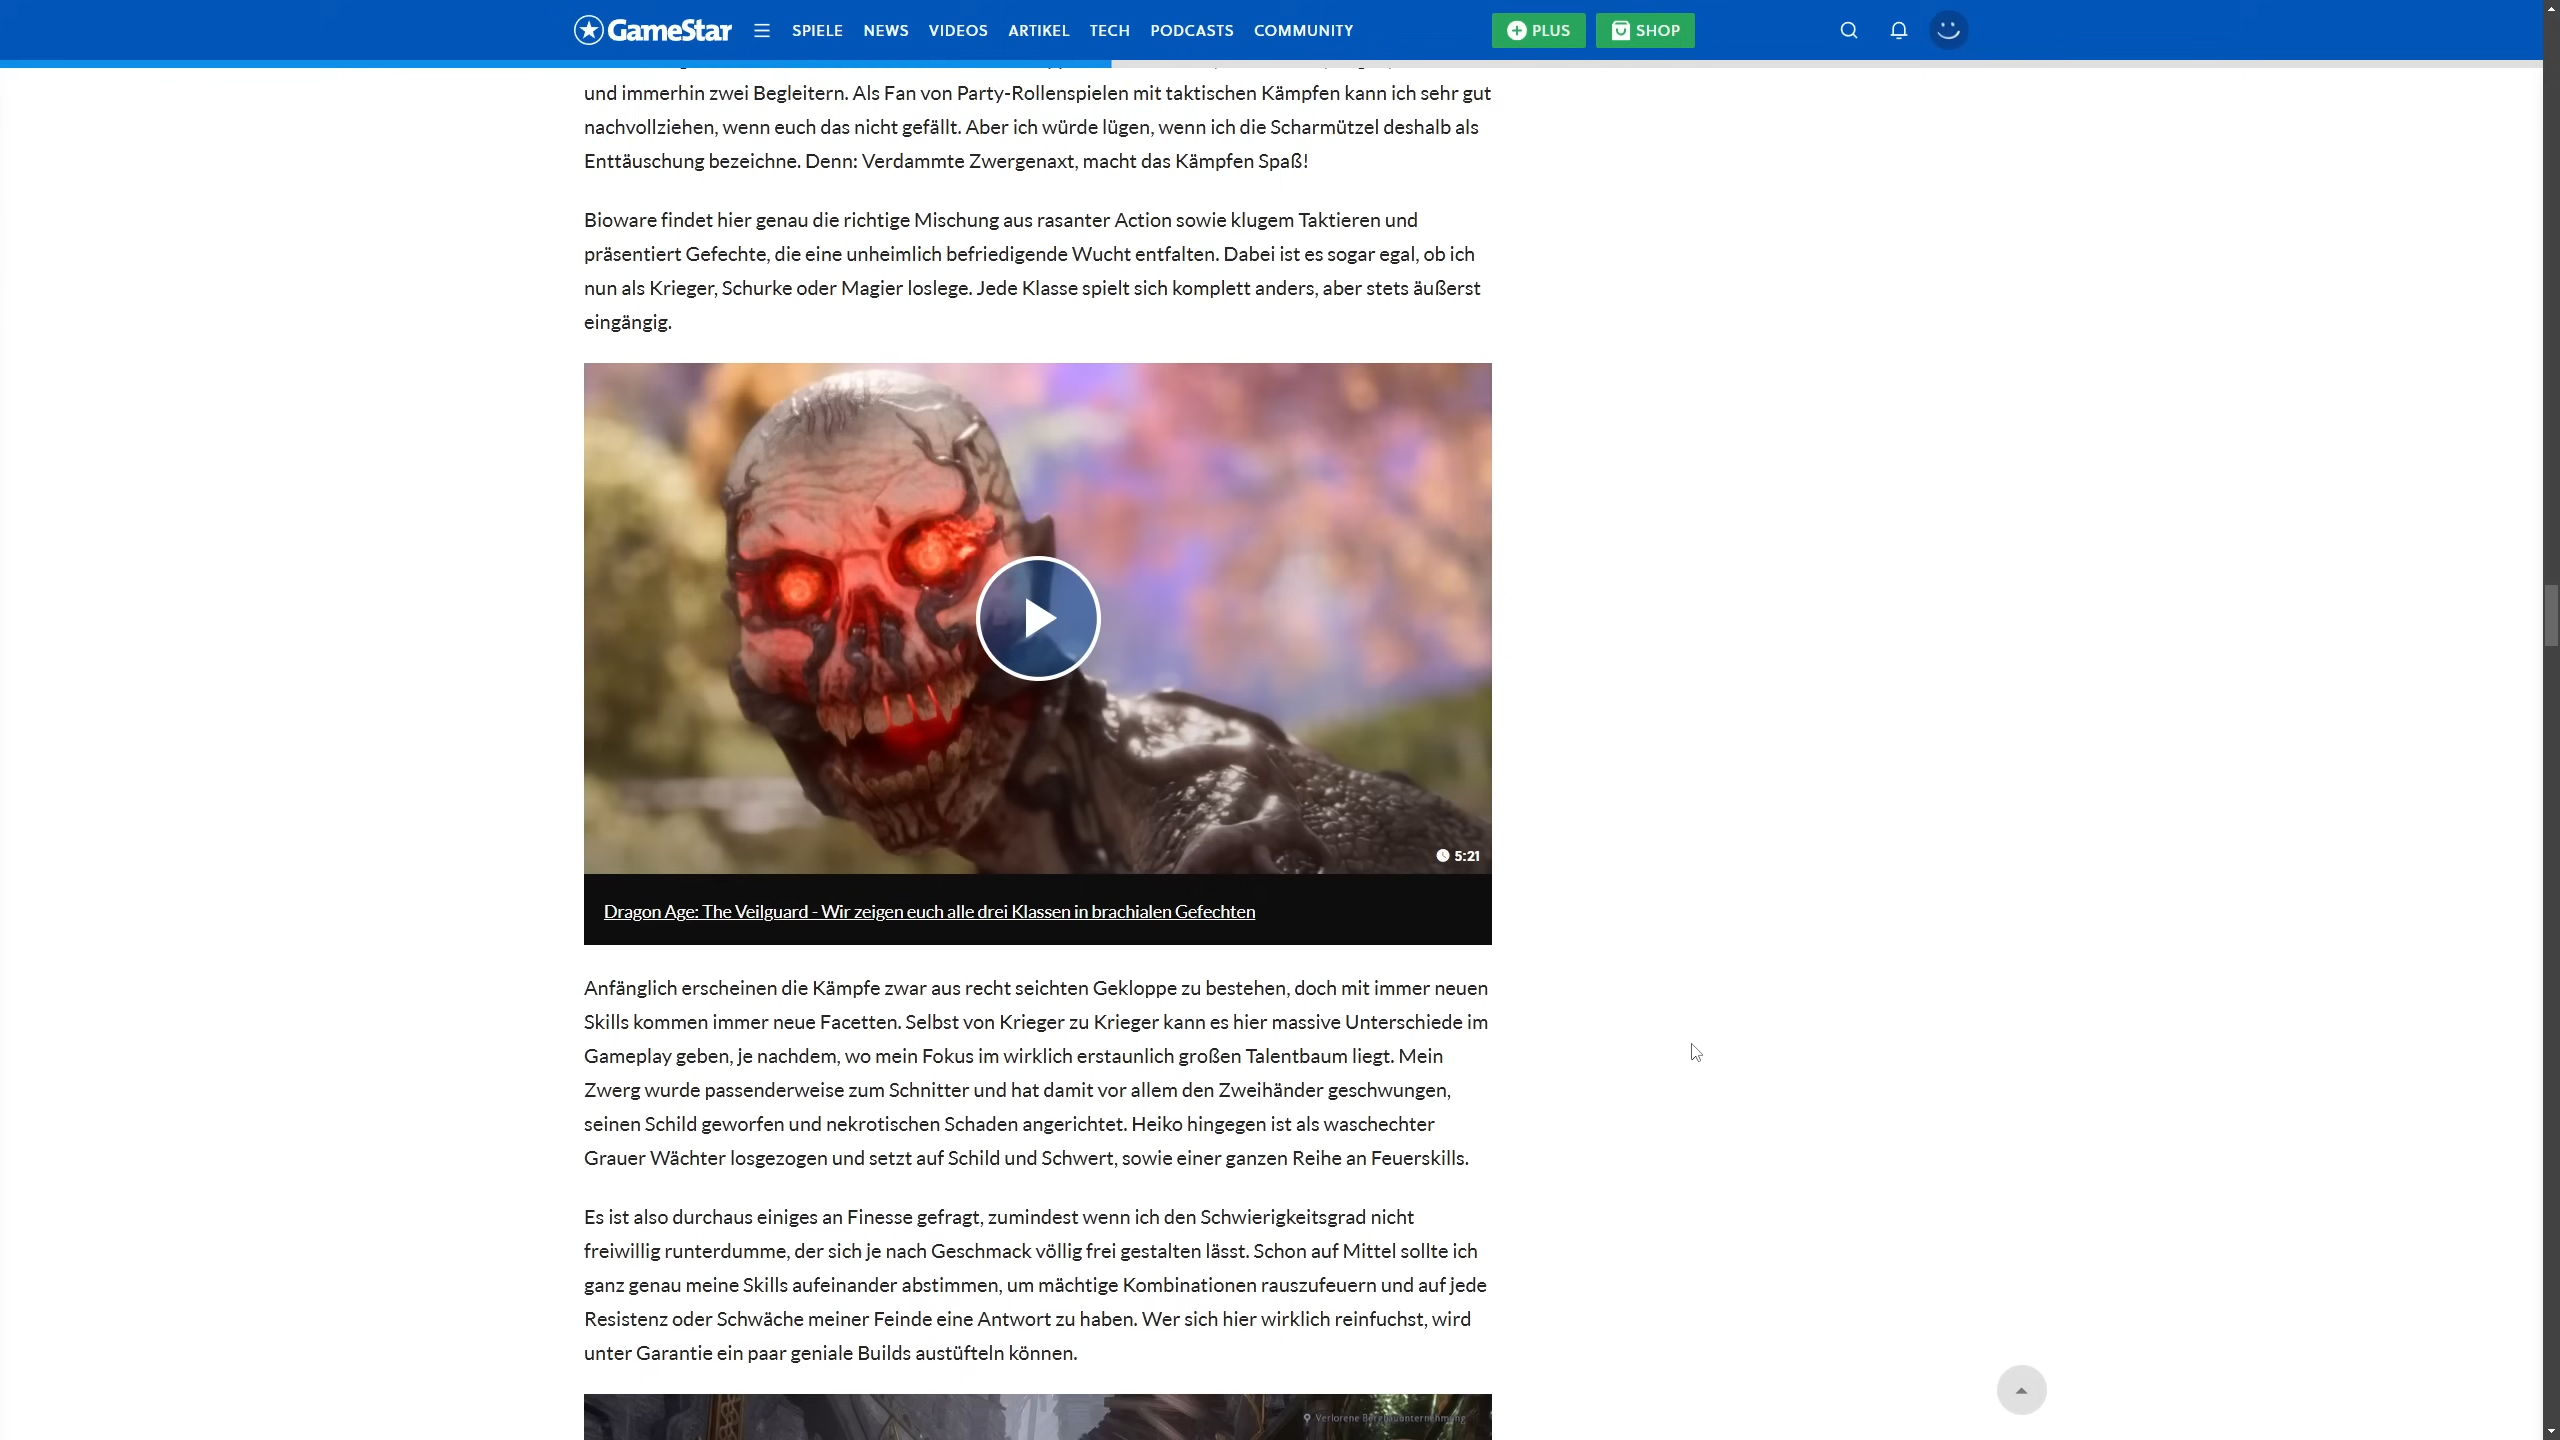 GameStar
SPIELE NEWS VIDEOS ARTIKEL TECH PODCASTS COMMUNITY
PLUS SHOP
und immerhin zwei Begleitern. Als Fan von Party-Rollenspielen mit taktischen Kämpfen kann ich sehr gut
nachvollziehen, wenn euch das nicht gefällt. Aber ich würde lügen, wenn ich die Scharmützel deshalb als
Enttäuschung bezeichne. Denn: Verdammte Zwergenaxt, macht das Kämpfen Spaß!
Bioware findet hier genau die richtige Mischung aus rasanter Action sowie klugem Taktieren und
präsentiert Gefechte, die eine unheimlich befriedigende Wucht entfalten. Dabei ist es sogar egal, ob ich
nun als Krieger, Schurke oder Magier loslege. Jede Klasse spielt sich komplett anders, aber stets äußerst
eingängig.
5:21
Dragon Age: The Veilguard - Wir zeigen euch alle drei Klassen in brachialen Gefechten
Anfänglich erscheinen die Kämpfe zwar aus recht seichten Gekloppe zu bestehen, doch mit immer neuen
Skills kommen immer neue Facetten. Selbst von Krieger zu Krieger kann es hier massive Unterschiede im
Gameplay geben, je nachdem, wo mein Fokus im wirklich erstaunlich großen Talentbaum liegt. Mein
Zwerg wurde passenderweise zum Schnitter und hat damit vor allem den Zweihänder geschwungen,
seinen Schild geworfen und nekrotischen Schaden angerichtet. Heiko hingegen ist als waschechter
Grauer Wächter losgezogen und setzt auf Schild und Schwert, sowie einer ganzen Reihe an Feuerskills.
Es ist also durchaus einiges an Finesse gefragt, zumindest wenn ich den Schwierigkeitsgrad nicht
freiwillig runterdumme, der sich je nach Geschmack völlig frei gestalten lässt. Schon auf Mittel sollte ich
ganz genau meine Skills aufeinander abstimmen, um mächtige Kombinationen rauszufeuern und auf jede
Resistenz oder Schwäche meiner Feinde eine Antwort zu haben. Wer sich hier wirklich reinfuchst, wird
unter Garantie ein paar geniale Builds austüfteln können.
Verlorene Bergbauunternehmung